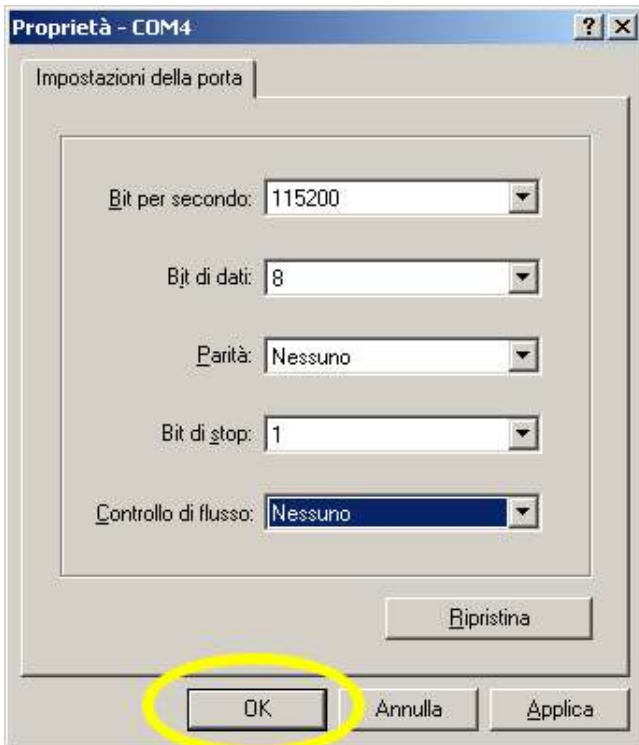 Proprietà - COM4
Impostazioni della porta
Bit per secondo: 115200
Bit di dati: 8
Parità: Nessuno
Bit di stop: 1
Controllo di flusso: Nessuno
Ripristina
OK Annulla Applica